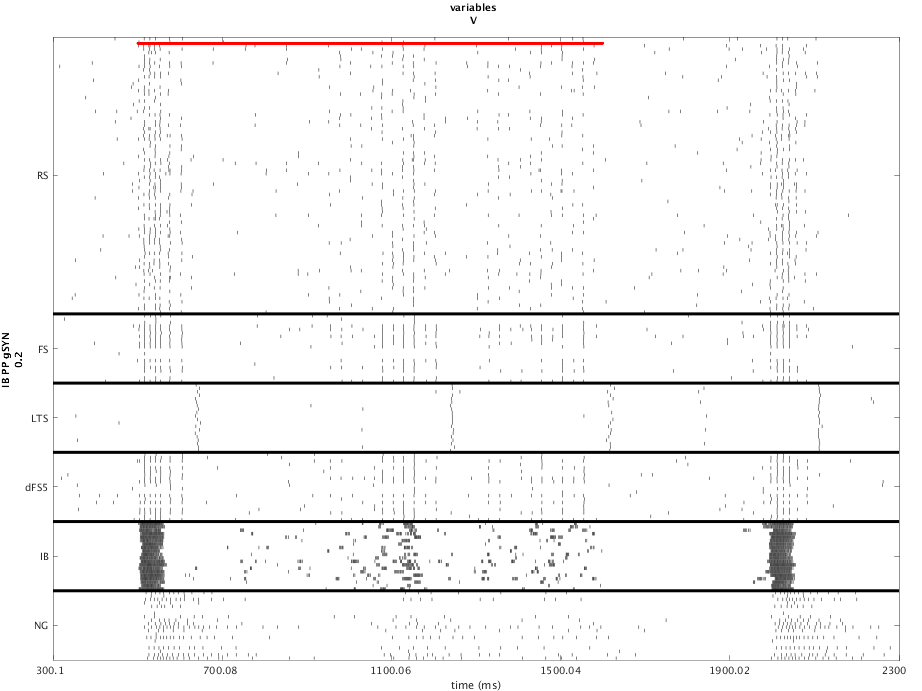 variables
V
RS
FS
LTS
dFS5
IB
NG
IB PP gSYN
0.2
300.1 700.08 1100.06 1500.04 1900.02 2300
time (ms)